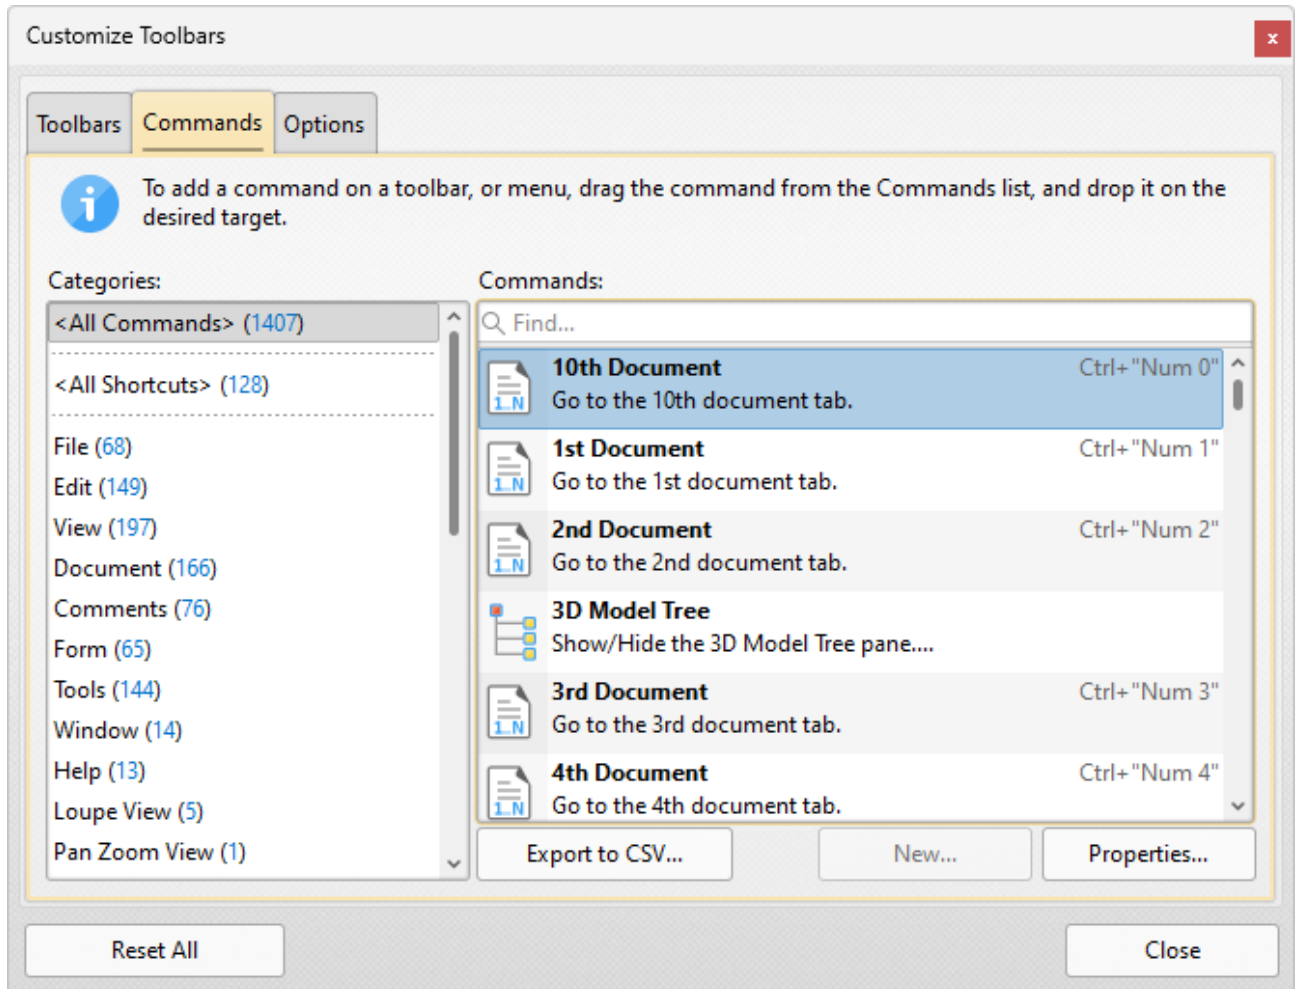 Customize Toolbars
x
Toolbars
Commands
Options
To add a command on a toolbar, or menu, drag the command from the Commands list, and drop it on the
desired target.
Categories:
<All Commands> (1407)
<All Shortcuts> (128)
File (68)
Edit (149)
View (197)
Document (166)
Comments (76)
Form (65)
Tools (144)
Window (14)
Help (13)
Loupe View (5)
Pan Zoom View (1)
Commands:
Find...
1..N
10th Document Ctrl+"Num 0"
Go to the 10th document tab.
1..N
1st Document Ctrl+"Num 1"
Go to the 1st document tab.
1..N
2nd Document Ctrl+"Num 2"
Go to the 2nd document tab.
3D Model Tree
Show/Hide the 3D Model Tree pane....
1..N
3rd Document Ctrl+"Num 3"
Go to the 3rd document tab.
1..N
4th Document Ctrl+"Num 4"
Go to the 4th document tab.
Export to CSV...
New...
Properties...
Reset All
Close